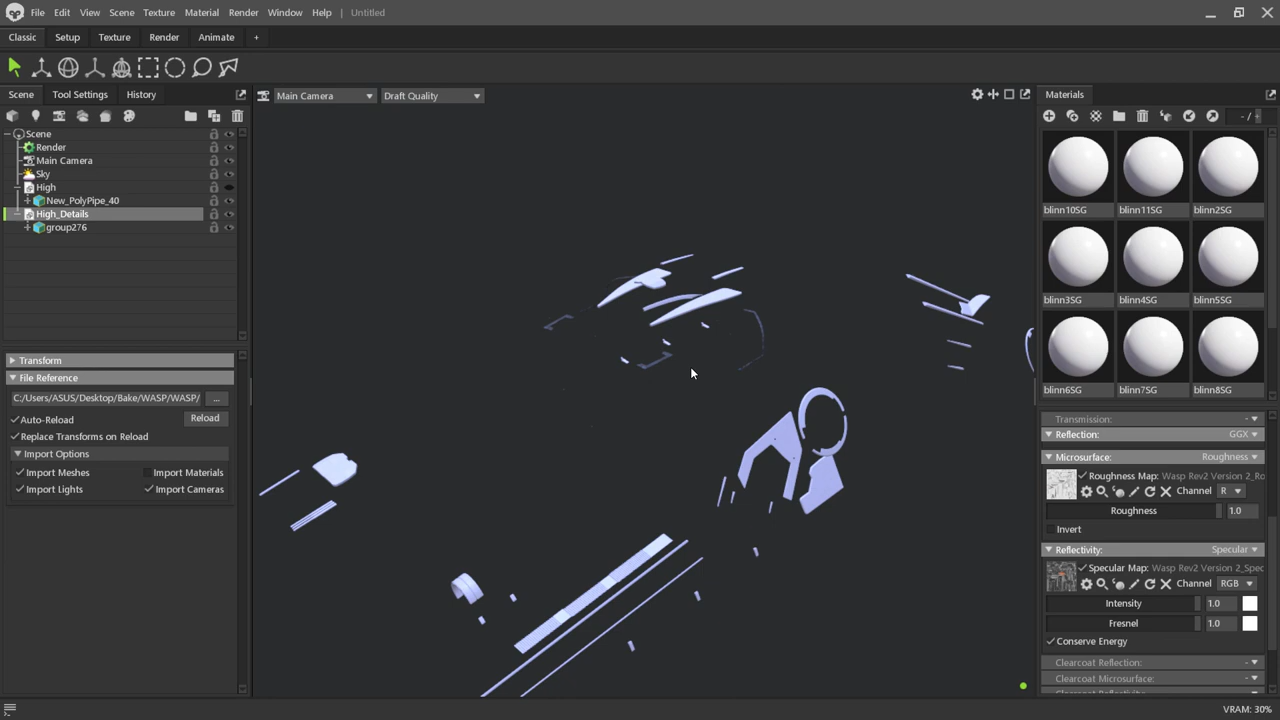 File Edit View Scene Texture Material Render Window Help | Untitled
Classic Setup Texture Render Animate +
Scene Tool Settings History
Main Camera Draft Quality
Materials
- /
Scene
Render
Main Camera
Sky
High
New_PolyPipe_40
High_Details
group276
blinn10SG blinn11SG blinn2SG
blinn3SG blinn4SG blinn5SG
blinn6SG blinn7SG blinn8SG
Transform
File Reference
C:/Users/ASUS/Desktop/Bake/WASP/WASP/ ...
Auto-Reload Reload
Replace Transforms on Reload
Import Options
Import Meshes Import Materials
Import Lights Import Cameras
Transmission: -
Reflection: GGX
Microsurface: Roughness
Roughness Map: Wasp Rev2 Version 2_Ro
Channel R
Roughness 1.0
Invert
Reflectivity: Specular
Specular Map: Wasp Rev2 Version 2_Spec
Channel RGB
Intensity 1.0
Fresnel 1.0
Conserve Energy
Clearcoat Reflection: -
Clearcoat Microsurface: -
VRAM: 30%